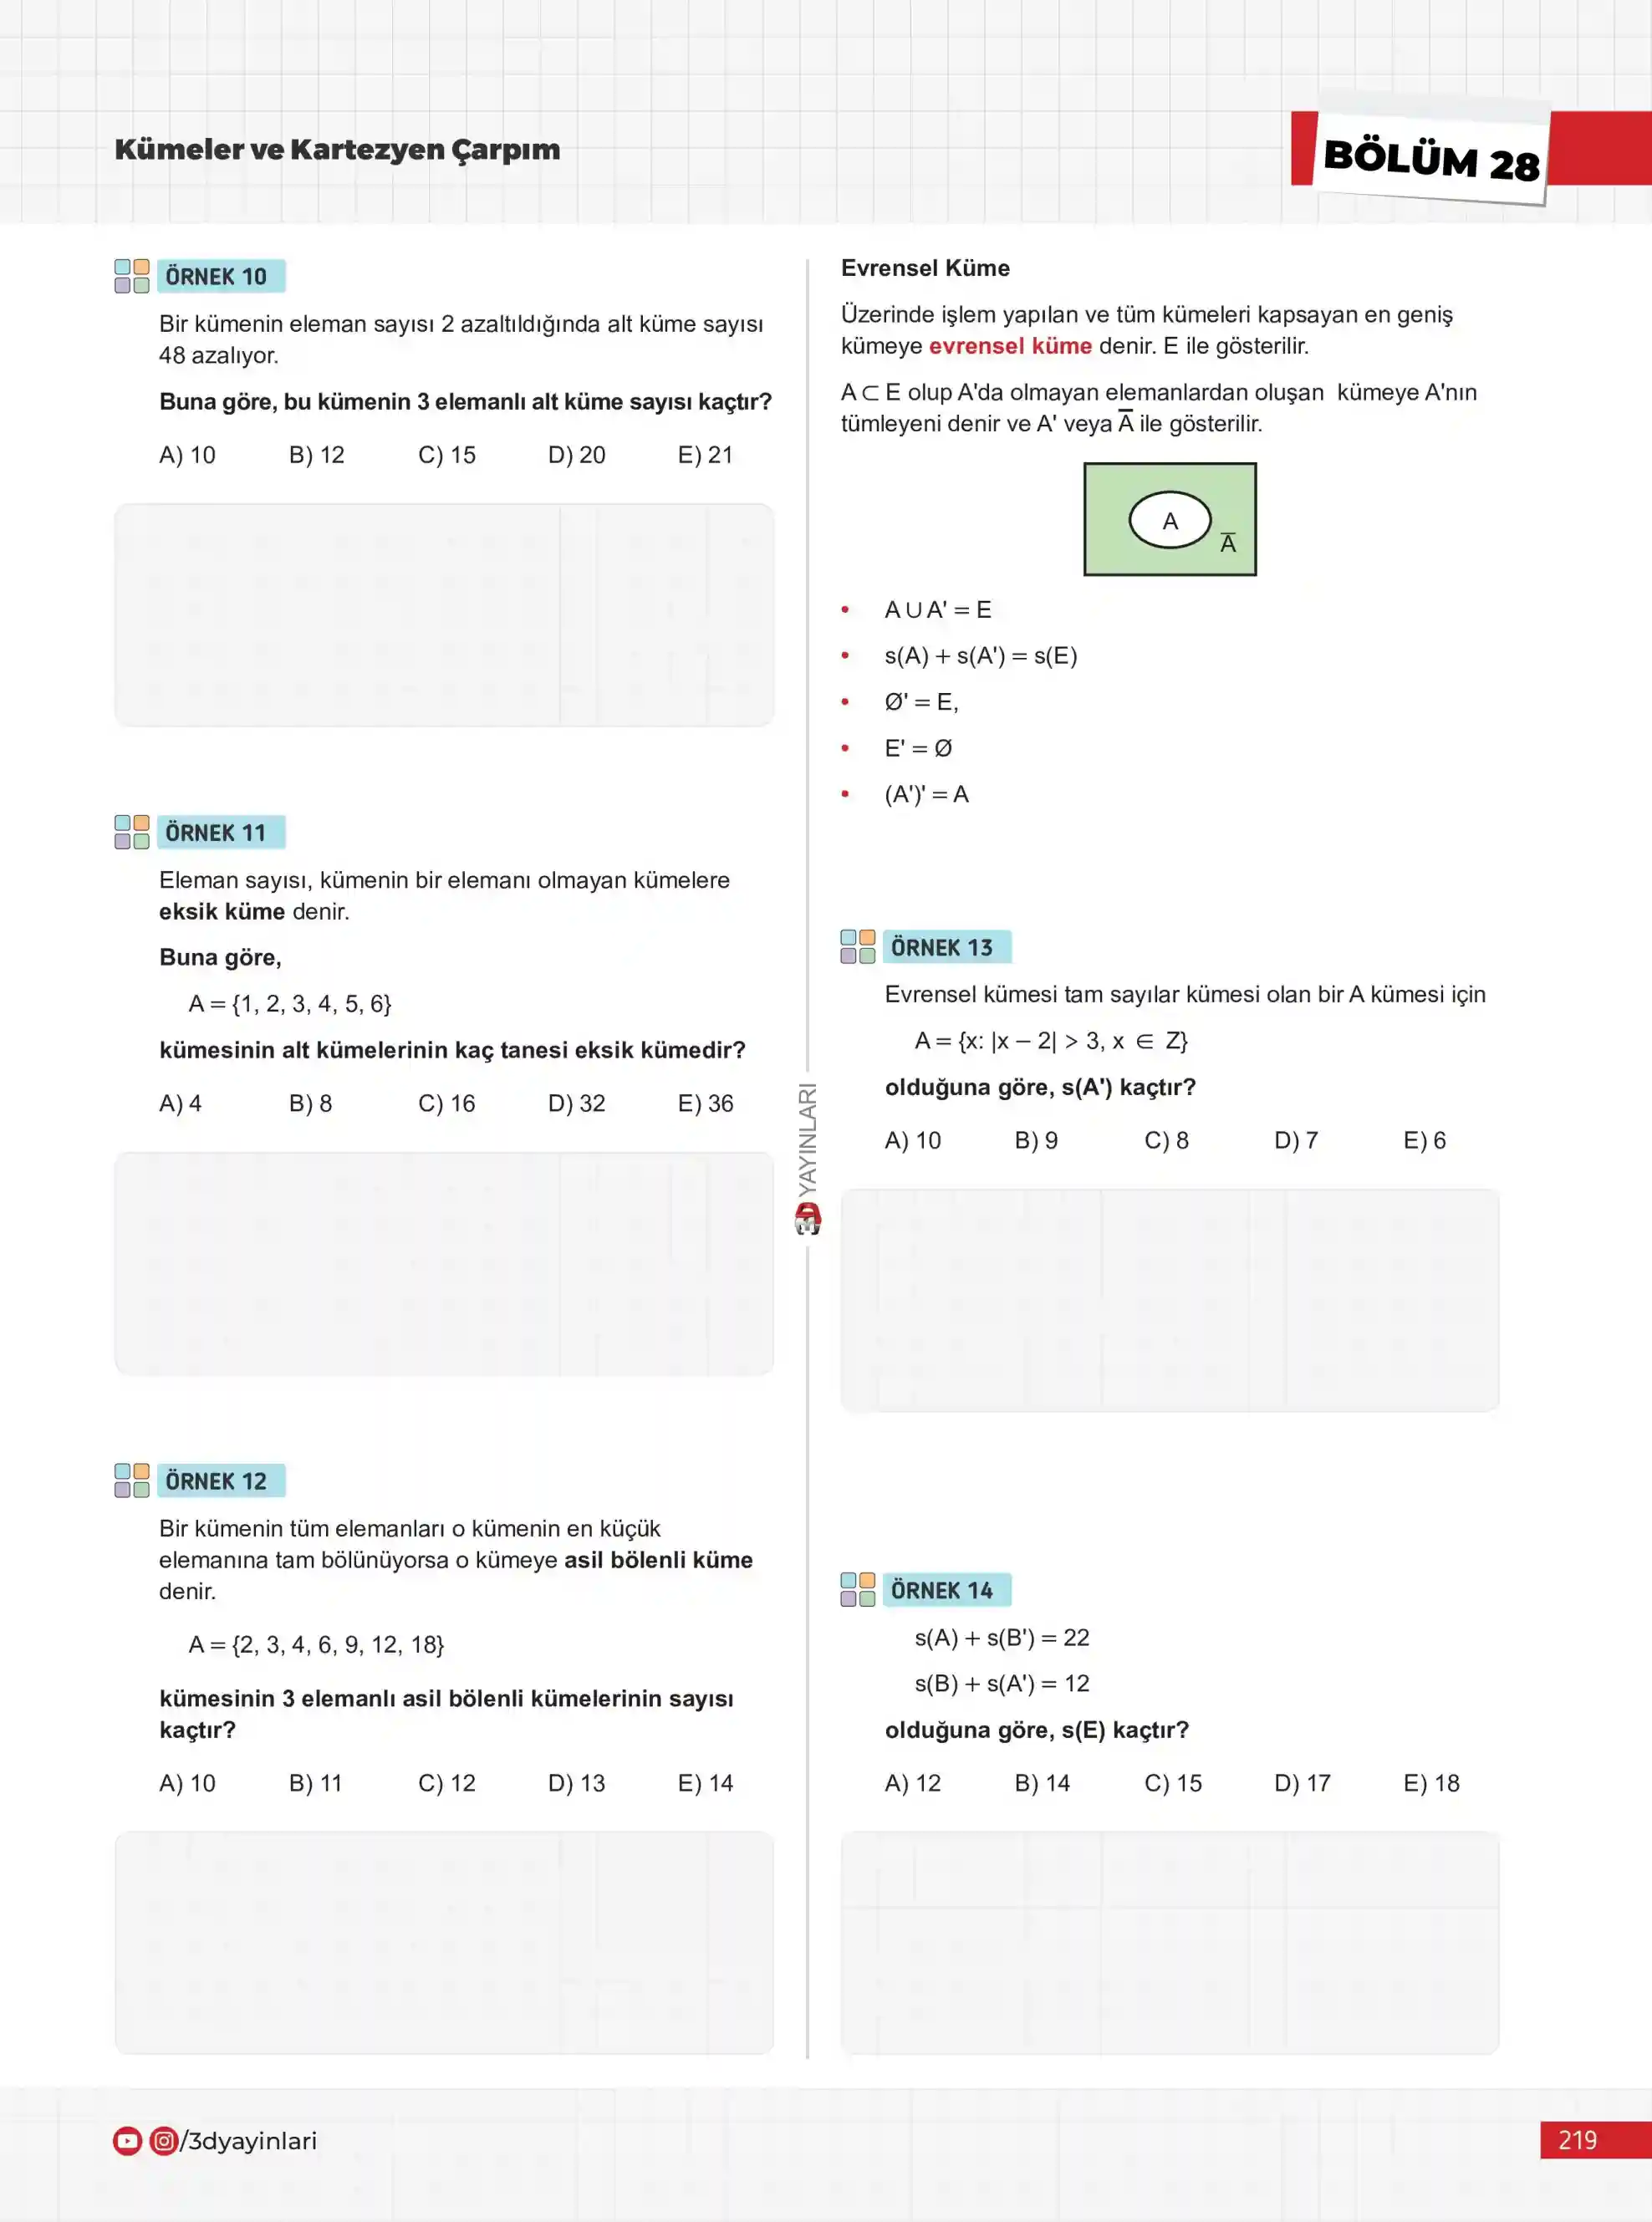 Kümeler ve Kartezyen Çarpım
BÖLÜM 28
ÖRNEK 10
Bir kümenin eleman sayısı 2 azaltıldığında alt küme sayısı
48 azalıyor.
Buna göre, bu kümenin 3 elemanlı alt küme sayısı kaçtır?
A) 10 B) 12 C) 15 D) 20 E) 21
ÖRNEK 11
Eleman sayısı, kümenin bir elemanı olmayan kümelere
eksik küme denir.
Buna göre,
A = {1, 2, 3, 4, 5, 6}
kümesinin alt kümelerinin kaç tanesi eksik kümedir?
A) 4 B) 8 C) 16 D) 32 E) 36
ÖRNEK 12
Bir kümenin tüm elemanları o kümenin en küçük
elemanına tam bölünüyorsa o kümeye asil bölenli küme
denir.
A = {2, 3, 4, 6, 9, 12, 18}
kümesinin 3 elemanlı asil bölenli kümelerinin sayısı
kaçtır?
A) 10 B) 11 C) 12 D) 13 E) 14
3D YAYINLARI
Evrensel Küme
Üzerinde işlem yapılan ve tüm kümeleri kapsayan en geniş
kümeye evrensel küme denir. E ile gösterilir.
A ⊂ E olup A'da olmayan elemanlardan oluşan kümeye A'nın
tümleyeni denir ve A' veya A̅ ile gösterilir.
A
A̅
• A ∪ A' = E
• s(A) + s(A') = s(E)
• Ø' = E,
• E' = Ø
• (A')' = A
ÖRNEK 13
Evrensel kümesi tam sayılar kümesi olan bir A kümesi için
A = {x: |x – 2| > 3, x ∈ Z}
olduğuna göre, s(A') kaçtır?
A) 10 B) 9 C) 8 D) 7 E) 6
ÖRNEK 14
s(A) + s(B') = 22
s(B) + s(A') = 12
olduğuna göre, s(E) kaçtır?
A) 12 B) 14 C) 15 D) 17 E) 18
/3dyayinlari
219